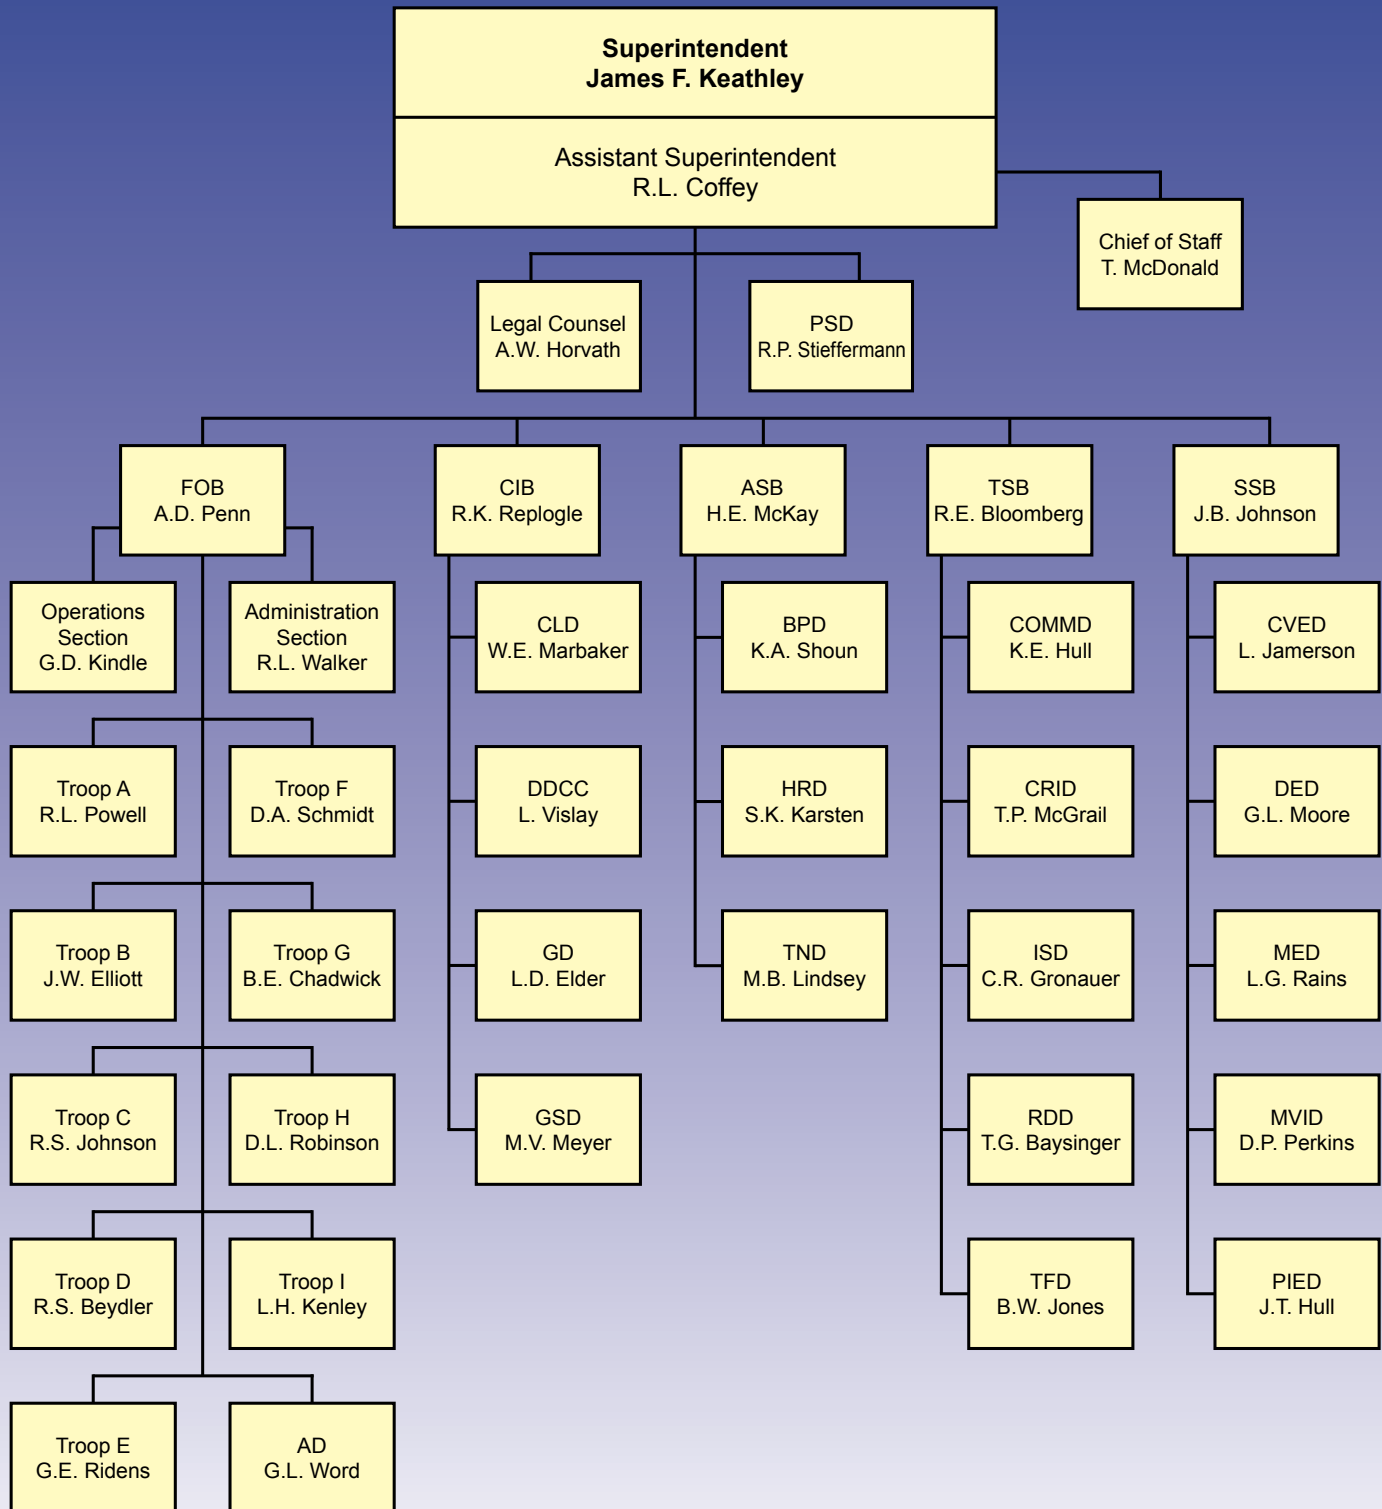 Superintendent
James F. Keathley
Assistant Superintendent
R.L. Coffey
Chief of Staff
T. McDonald
Legal Counsel
A.W. Horvath
PSD
R.P. Stieffermann
FOB
A.D. Penn
CIB
R.K. Replogle
ASB
H.E. McKay
TSB
R.E. Bloomberg
SSB
J.B. Johnson
Operations
Section
G.D. Kindle
Administration
Section
R.L. Walker
CLD
W.E. Marbaker
BPD
K.A. Shoun
COMMD
K.E. Hull
CVED
L. Jamerson
Troop A
R.L. Powell
Troop F
D.A. Schmidt
DDCC
L. Vislay
HRD
S.K. Karsten
CRID
T.P. McGrail
DED
G.L. Moore
Troop B
J.W. Elliott
Troop G
B.E. Chadwick
GD
L.D. Elder
TND
M.B. Lindsey
ISD
C.R. Gronauer
MED
L.G. Rains
Troop C
R.S. Johnson
Troop H
D.L. Robinson
GSD
M.V. Meyer
RDD
T.G. Baysinger
MVID
D.P. Perkins
Troop D
R.S. Beydler
Troop I
L.H. Kenley
TFD
B.W. Jones
PIED
J.T. Hull
Troop E
G.E. Ridens
AD
G.L. Word